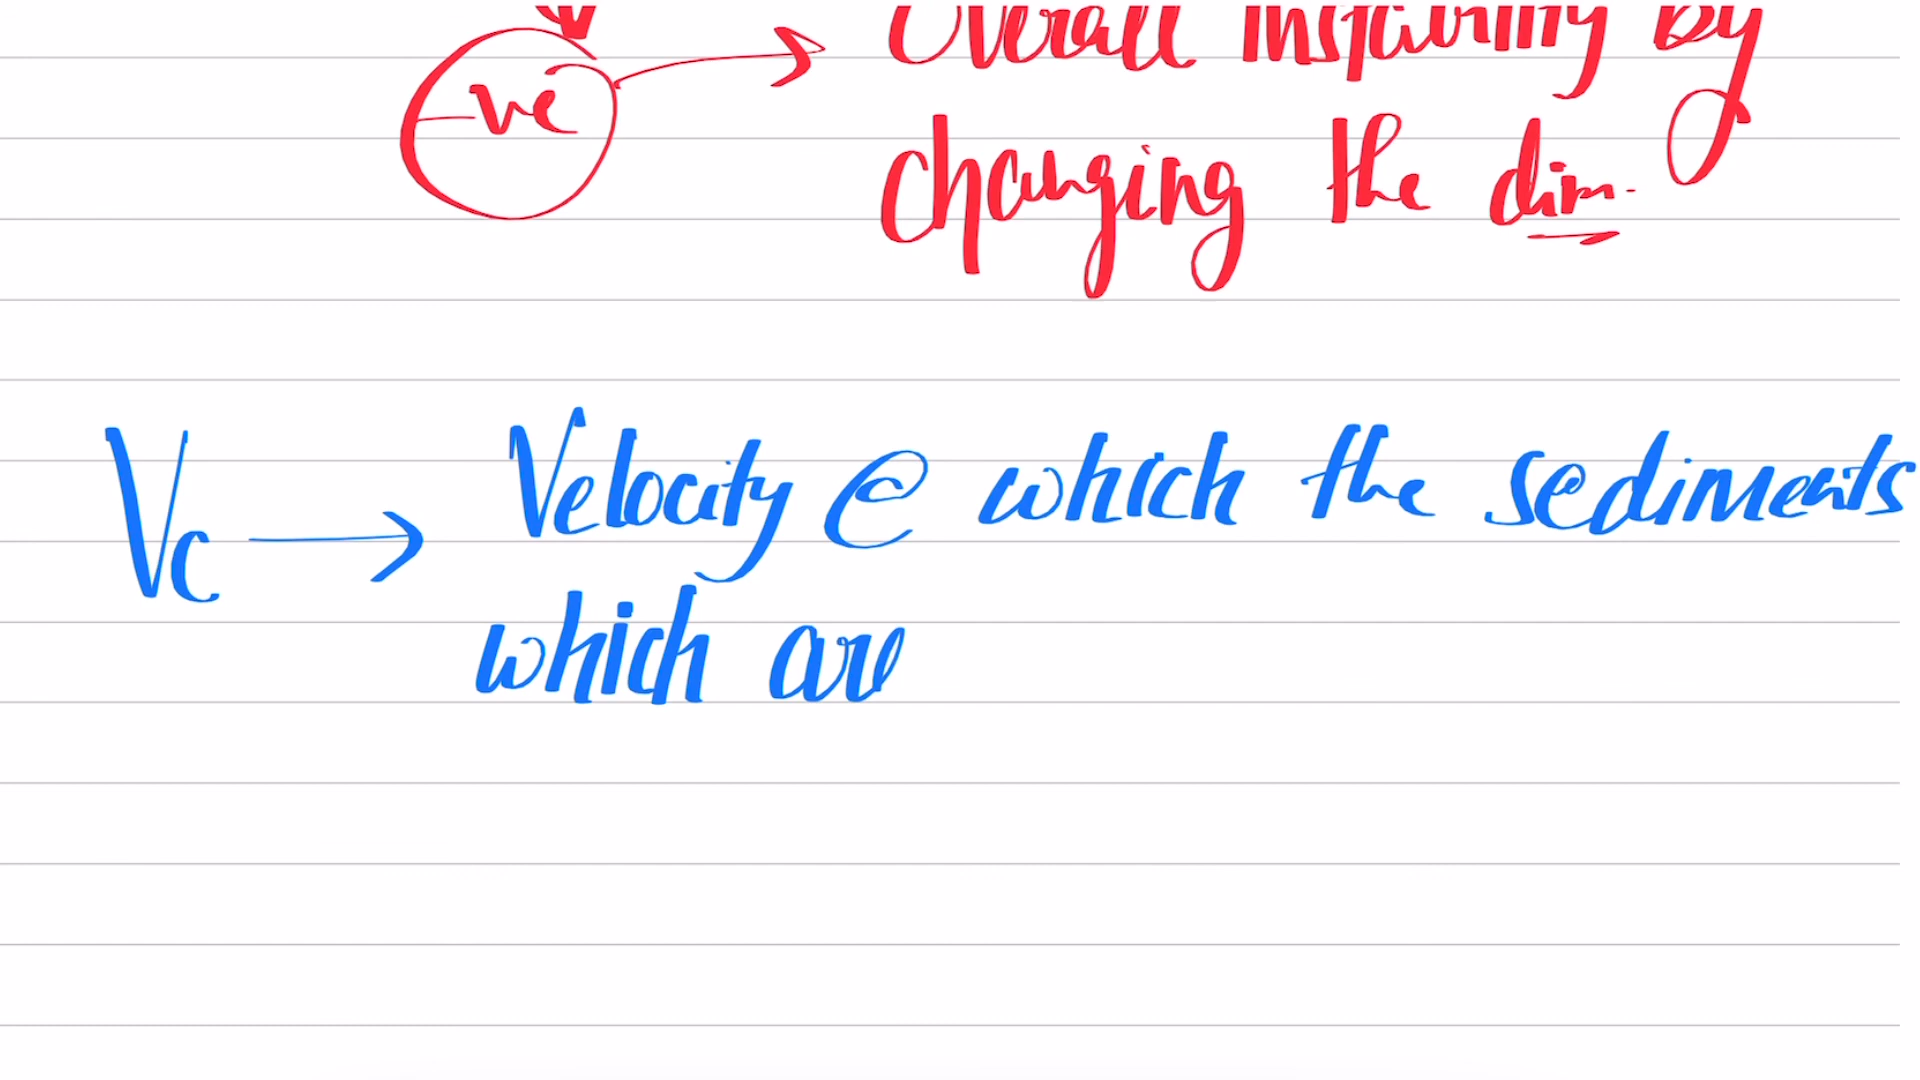 -ve → Overall instability by
changing the dim.
Vc → Velocity @ which the sediments
which are